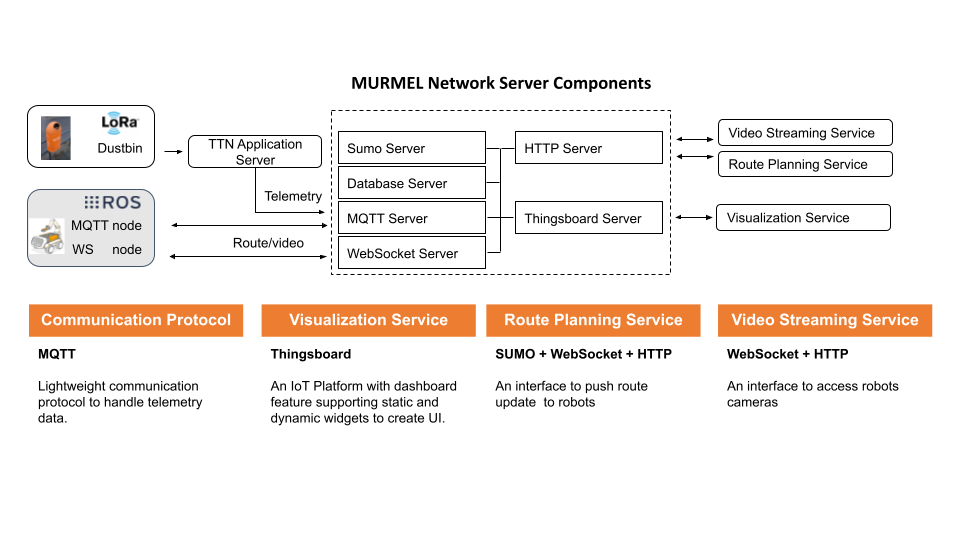 MURMEL Network Server Components
LoRa
Dustbin
TTN Application
Server
Telemetry
ROS
MQTT node
WS node
Route/video
Sumo Server
Database Server
MQTT Server
WebSocket Server
HTTP Server
Thingsboard Server
Video Streaming Service
Route Planning Service
Visualization Service
Communication Protocol
MQTT
Lightweight communication
protocol to handle telemetry
data.
Visualization Service
Thingsboard
An IoT Platform with dashboard
feature supporting static and
dynamic widgets to create UI.
Route Planning Service
SUMO + WebSocket + HTTP
An interface to push route
update to robots
Video Streaming Service
WebSocket + HTTP
An interface to access robots
cameras